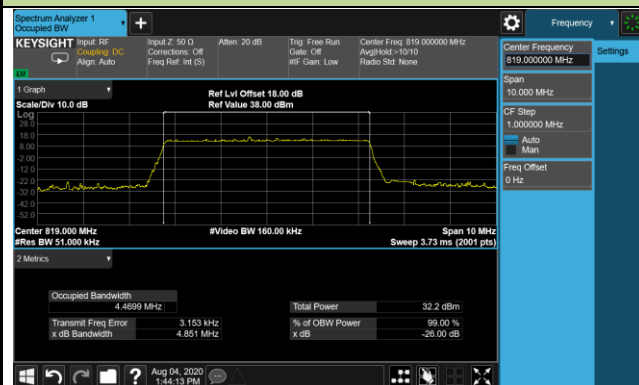 Spectrum Analyzer 1
Occupied BW
+
Frequency
KEYSIGHT
Input: RF
Coupling: DC
Align: Auto
Input Z: 50 Ω
Corrections: Off
Freq Ref: Int (S)
Atten: 20 dB
Trig: Free Run
Gate: Off
#IF Gain: Low
Center Freq: 819.000000 MHz
Avg|Hold:>10/10
Radio Std: None
LXI
Center Frequency
819.000000 MHz
Settings
Span
10.000 MHz
CF Step
1.000000 MHz
Auto
Man
Freq Offset
0 Hz
1 Graph
Scale/Div 10.0 dB
Ref Lvl Offset 18.00 dB
Ref Value 38.00 dBm
Log
28.0
18.0
8.00
-2.00
-12.0
-22.0
-32.0
-42.0
-52.0
Center 819.000 MHz
#Res BW 51.000 kHz
#Video BW 160.00 kHz
Span 10 MHz
Sweep 3.73 ms (2001 pts)
2 Metrics
Occupied Bandwidth
4.4699 MHz
Total Power 32.2 dBm
Transmit Freq Error 3.153 kHz
% of OBW Power 99.00 %
x dB Bandwidth 4.851 MHz
x dB -26.00 dB
?
Aug 04, 2020
1:44:13 PM